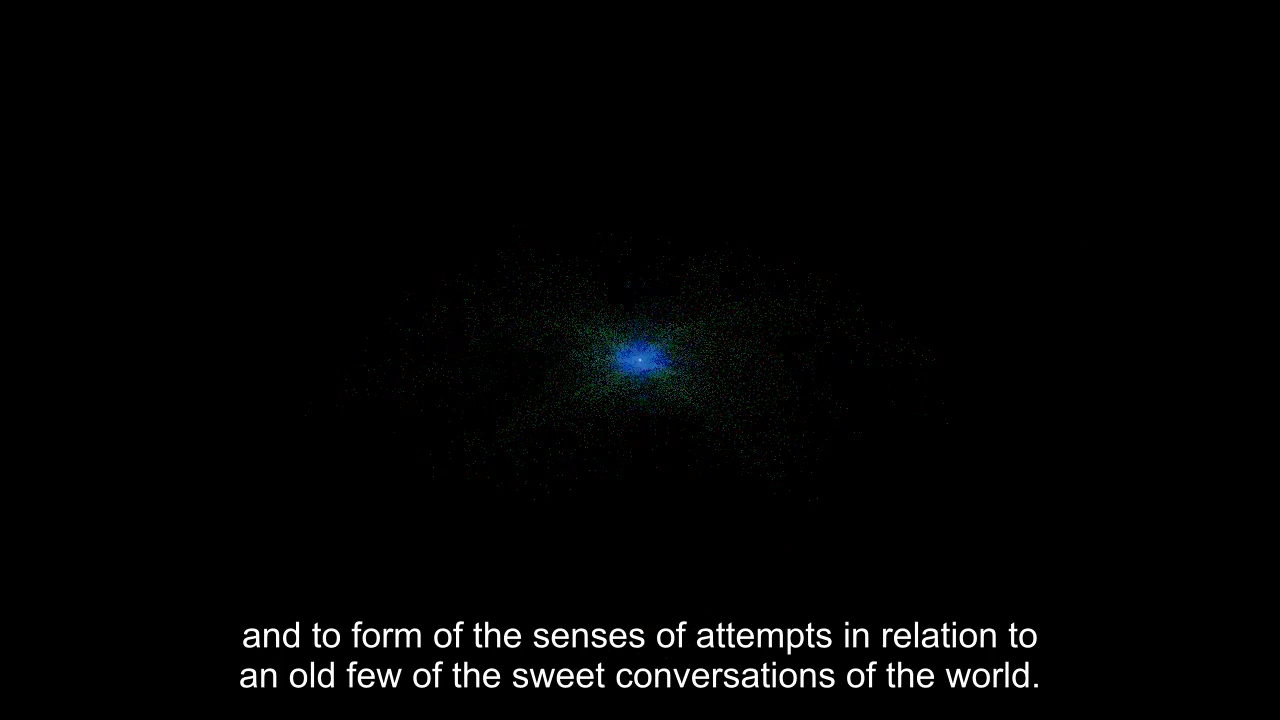 and to form of the senses of attempts in relation to
an old few of the sweet conversations of the world.